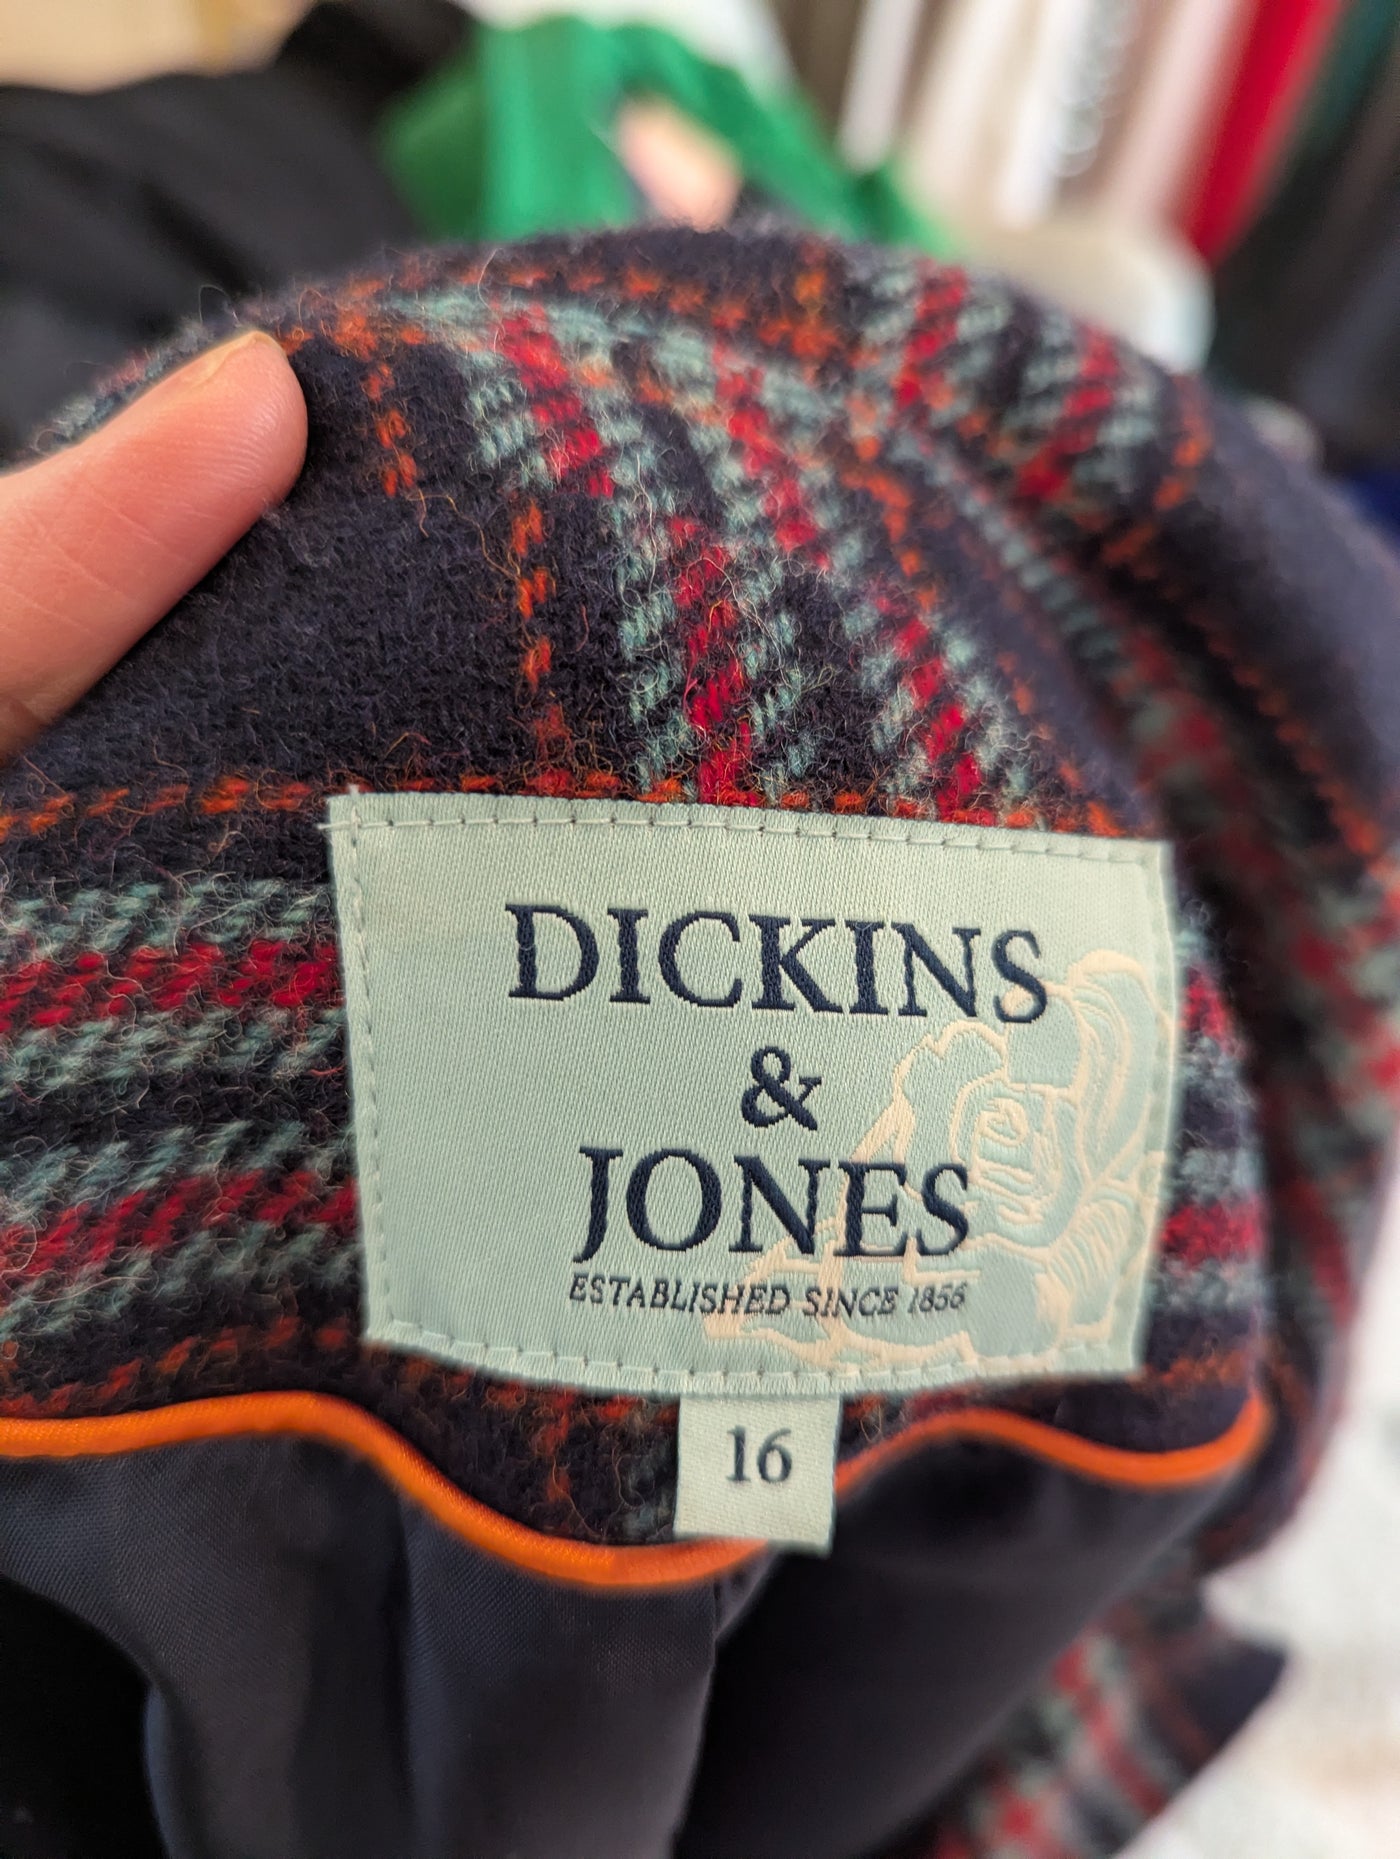 DICKINS
&
JONES
ESTABLISHED SINCE 1856
16